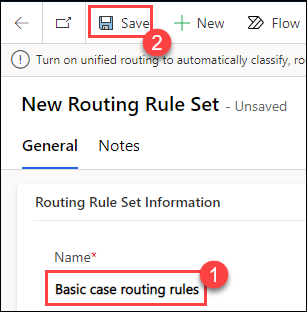 Save New Flow
2
Turn on unified routing to automatically classify, ro
New Routing Rule Set - Unsaved
General Notes
Routing Rule Set Information
Name*
1
Basic case routing rules